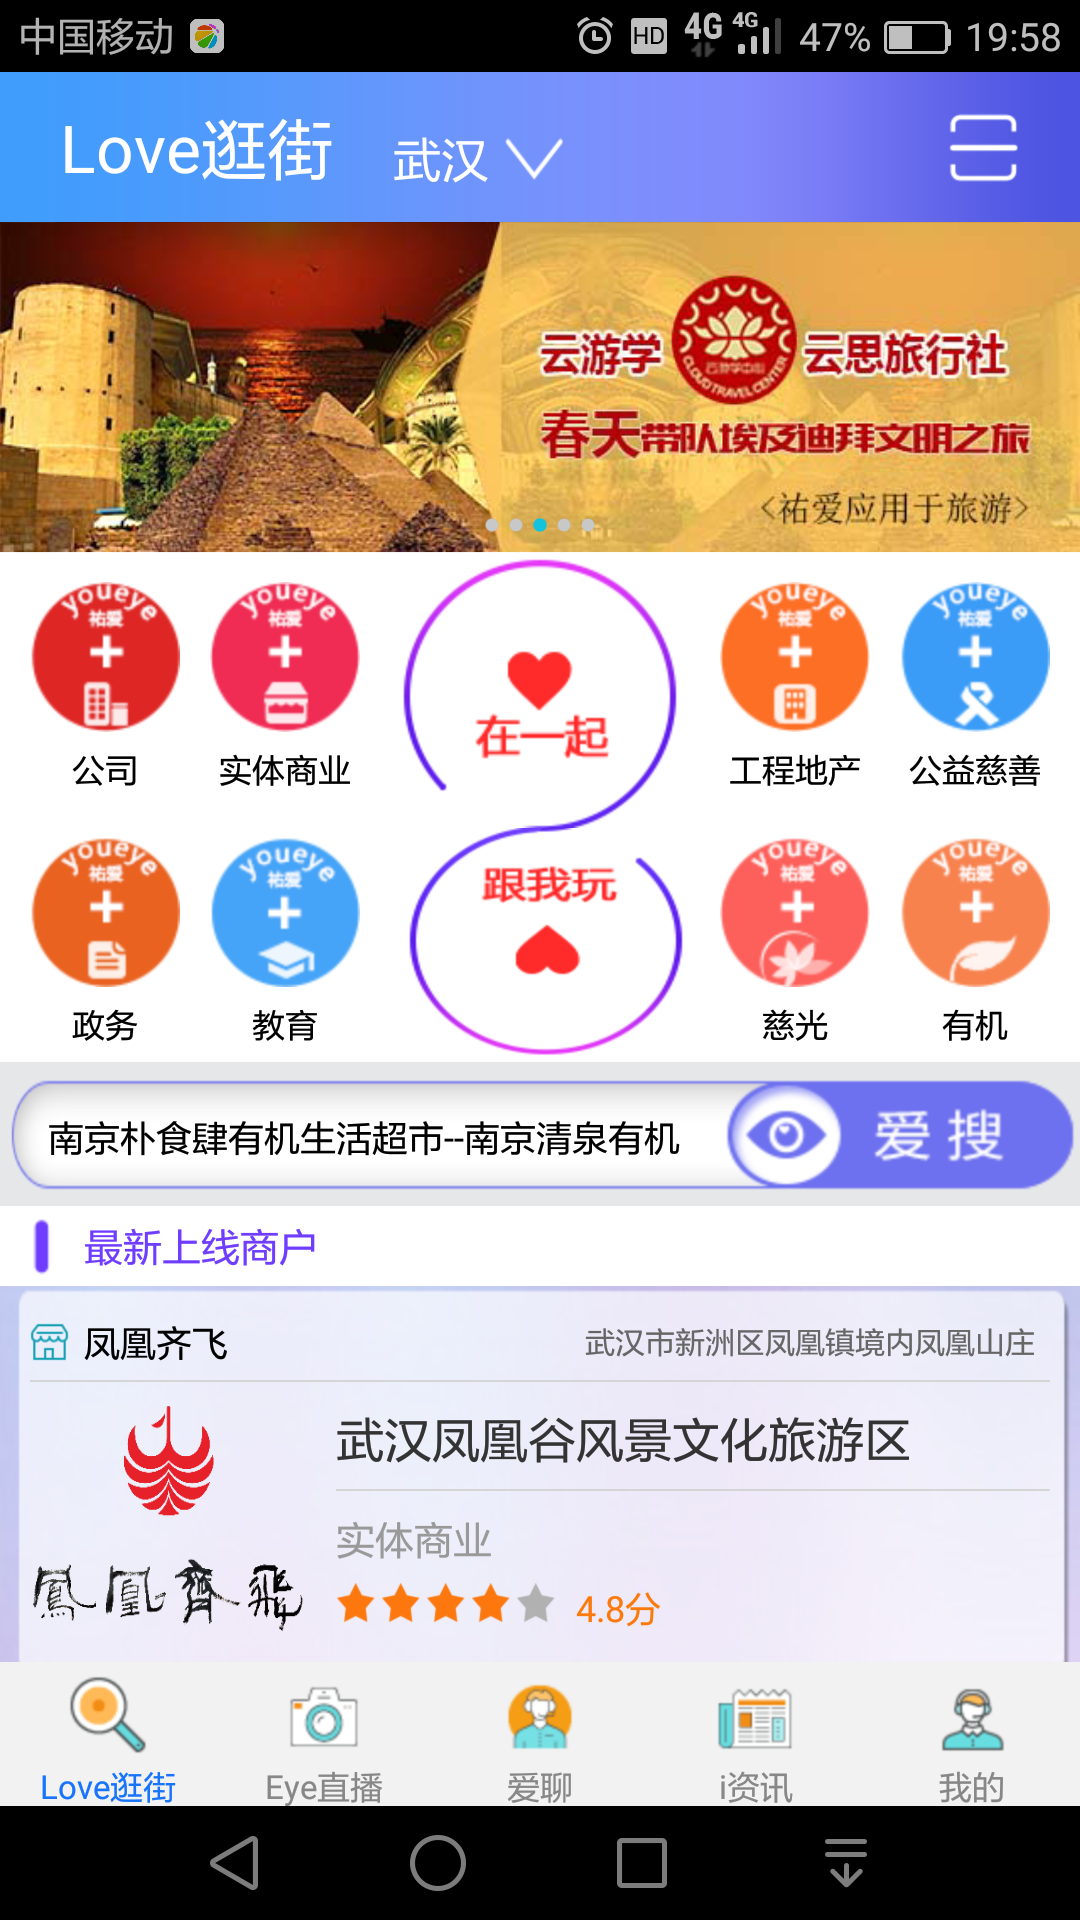 中国移动
HD 4G 4G 47% 19:58
Love逛街 武汉
云游学 云思旅行社
云游学中心
CLOUD TRAVEL CENTER
春天带队埃及迪拜文明之旅
<祐爱应用于旅游>
youeye 祐爱 + 公司
youeye 祐爱 + 实体商业
在一起
youeye 祐爱 + 工程地产
youeye 祐爱 + 公益慈善
youeye 祐爱 + 政务
youeye 祐爱 + 教育
跟我玩
youeye 祐爱 + 慈光
youeye 祐爱 + 有机
南京朴食肆有机生活超市--南京清泉有机 爱搜
最新上线商户
凤凰齐飞 武汉市新洲区凤凰镇境内凤凰山庄
武汉凤凰谷风景文化旅游区
实体商业
鳳凰齊飛
4.8分
Love逛街 Eye直播 爱聊 i资讯 我的